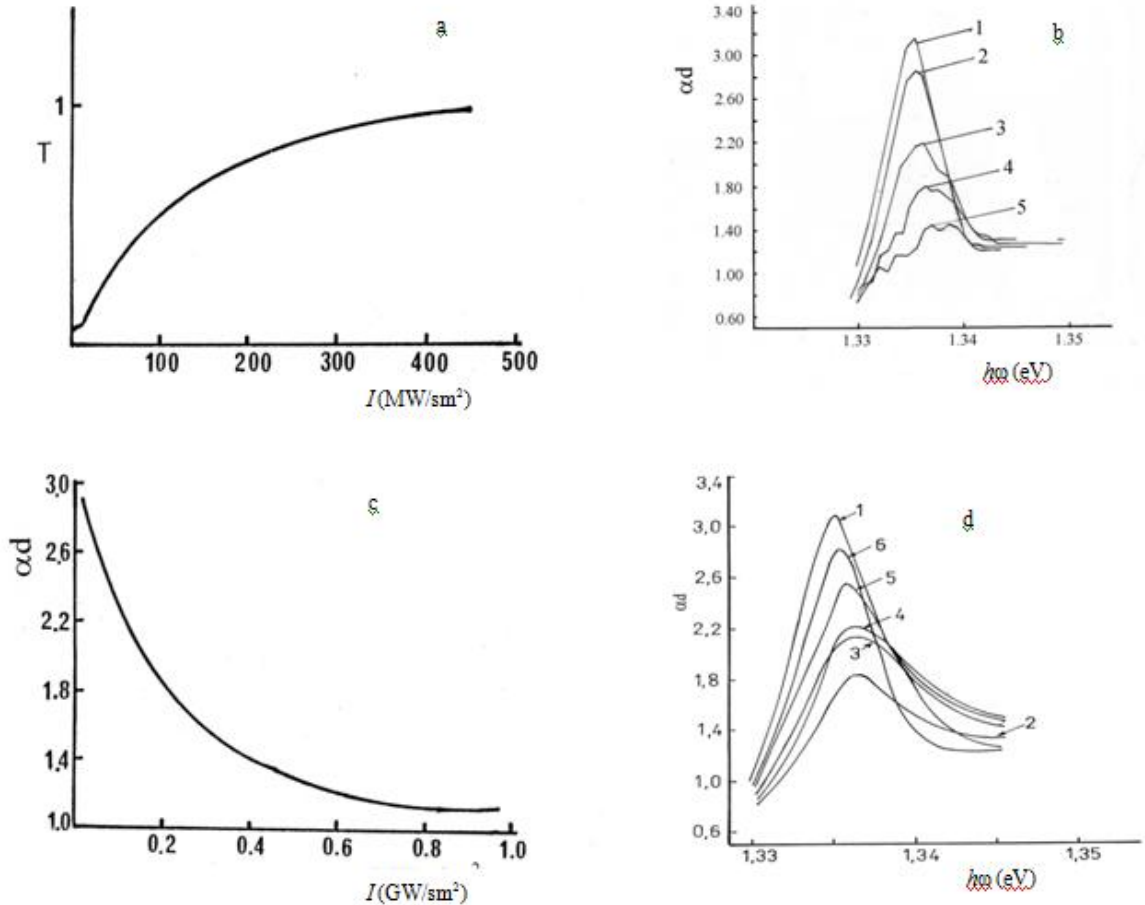 a
1
T
100 200 300 400 500
I (MW/sm²)
b
αd
3.40
3.00
2.60
2.20
1.80
1.40
1.00
0.60
1
2
3
4
5
1.33 1.34 1.35
hω (eV)
c
αd
3,0
2,6
2,2
1,8
1,4
1,0
0.2 0.4 0.6 0.8 1.0
I (GW/sm²)
d
αd
3,4
3,0
2,6
2,2
1,8
1,4
1,0
0,6
1
6
5
4
3
2
1,33 1,34 1,35
hω (eV)